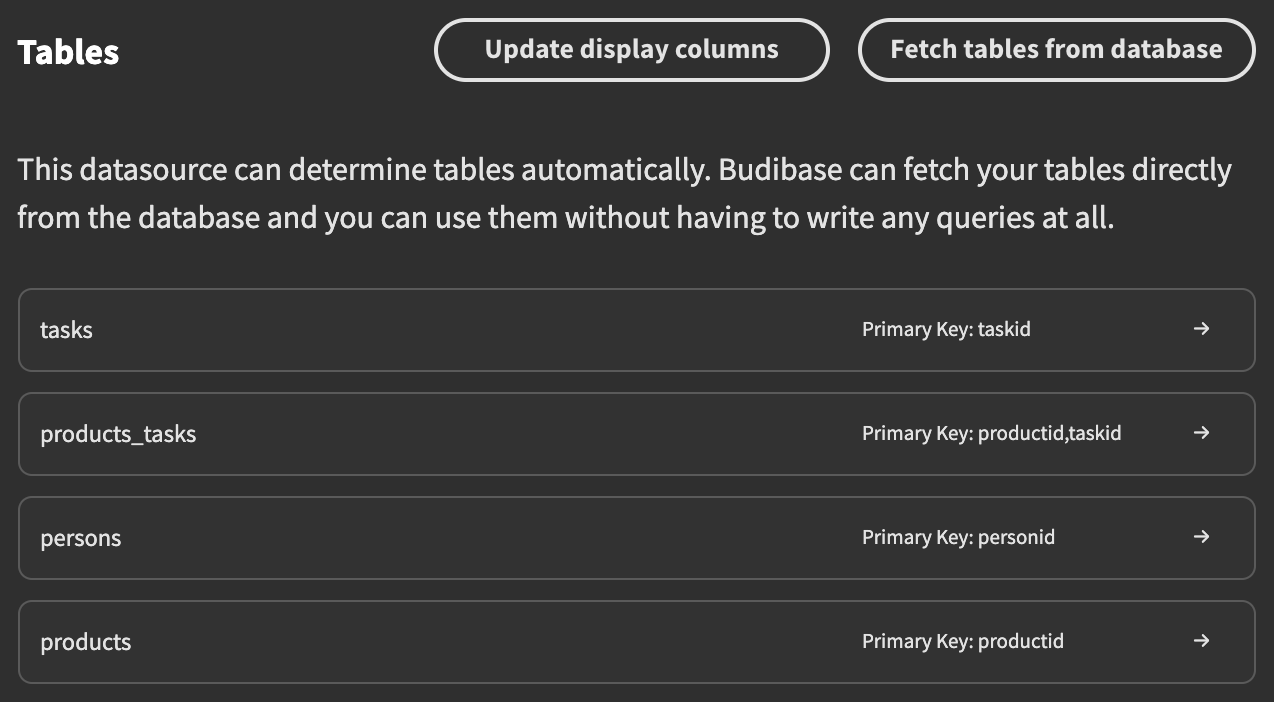 Tables
Update display columns
Fetch tables from database
This datasource can determine tables automatically. Budibase can fetch your tables directly
from the database and you can use them without having to write any queries at all.
tasks
Primary Key: taskid
products_tasks
Primary Key: productid,taskid
persons
Primary Key: personid
products
Primary Key: productid